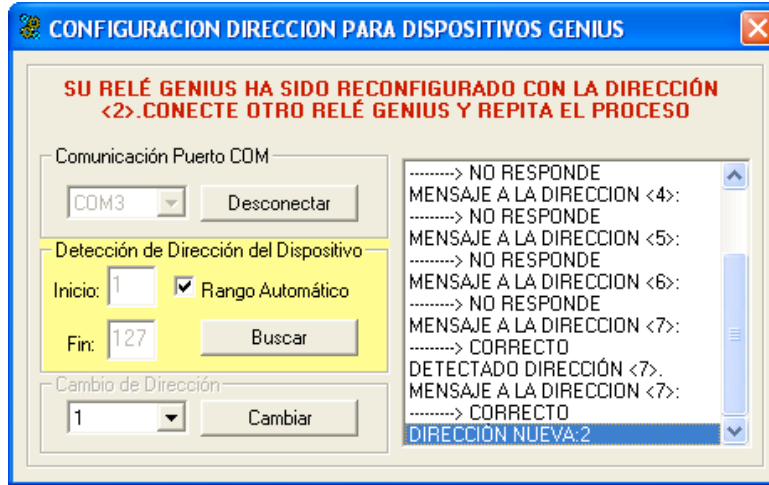 CONFIGURACION DIRECCION PARA DISPOSITIVOS GENIUS
SU RELÉ GENIUS HA SIDO RECONFIGURADO CON LA DIRECCIÓN
<2>.CONECTE OTRO RELÉ GENIUS Y REPITA EL PROCESO
Comunicación Puerto COM
COM3
Desconectar
Detección de Dirección del Dispositivo
Inicio: 1
Rango Automático
Fin: 127
Buscar
Cambio de Dirección
1
Cambiar
--------> NO RESPONDE
MENSAJE A LA DIRECCION <4>:
--------> NO RESPONDE
MENSAJE A LA DIRECCION <5>:
--------> NO RESPONDE
MENSAJE A LA DIRECCION <6>:
--------> NO RESPONDE
MENSAJE A LA DIRECCION <7>:
--------> CORRECTO
DETECTADO DIRECCIÓN <7>.
MENSAJE A LA DIRECCION <7>:
--------> CORRECTO
DIRECCIÓN NUEVA:2